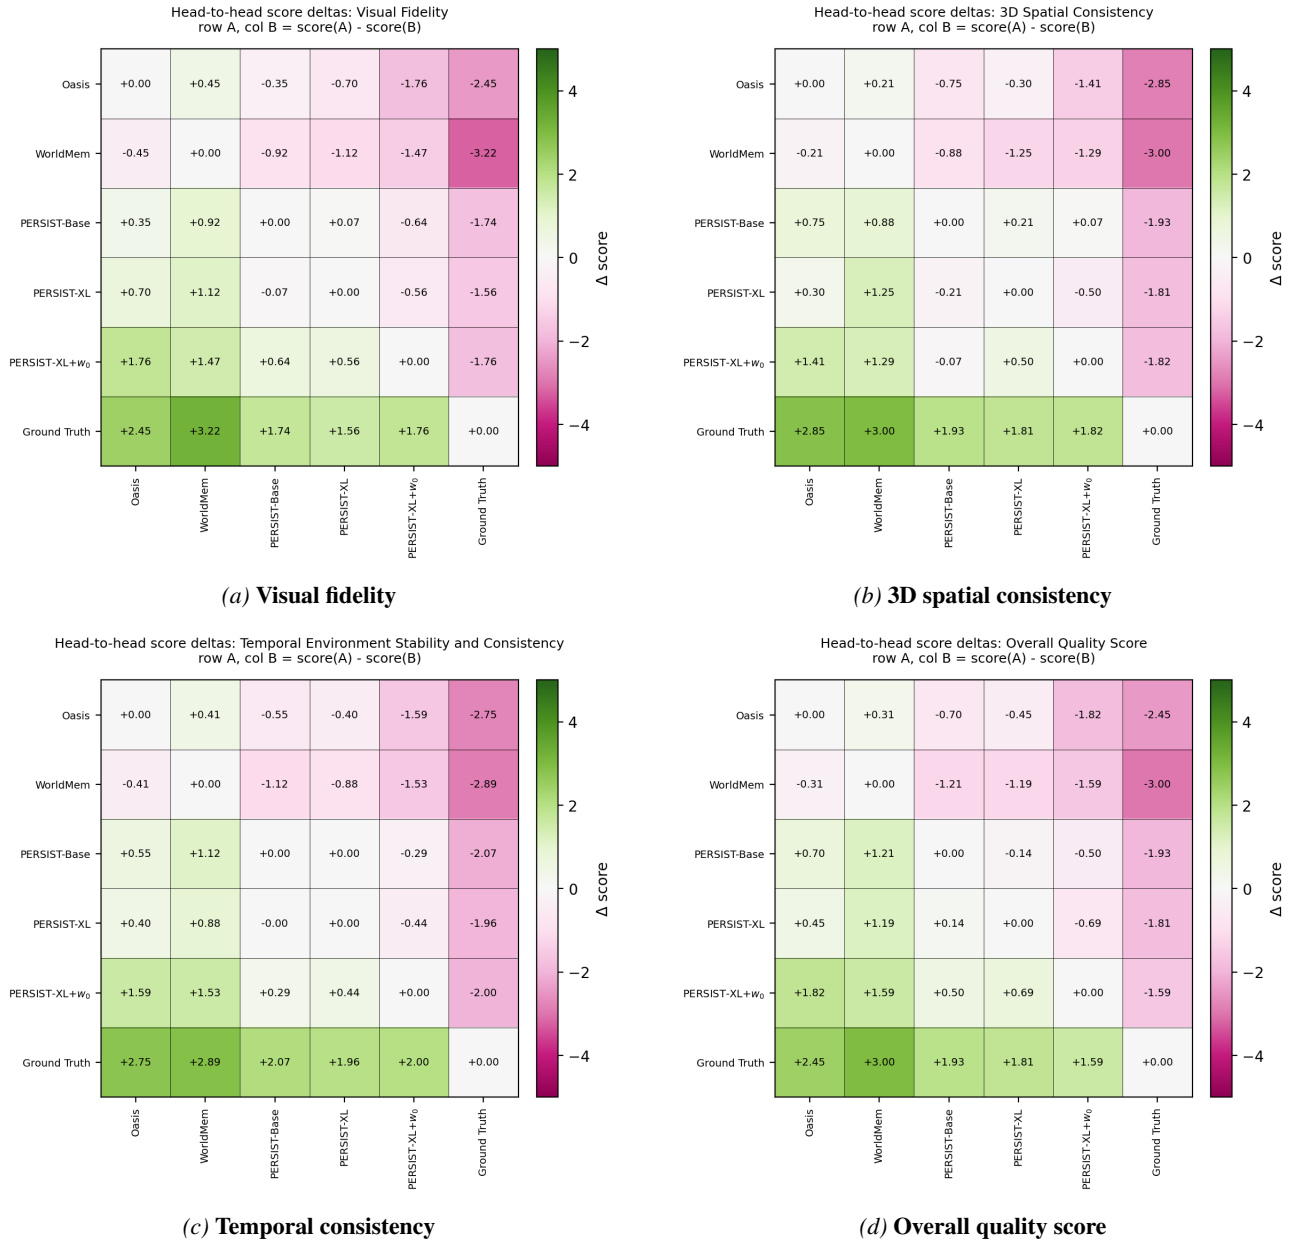 Head-to-head score deltas: Visual Fidelity
row A, col B = score(A) - score(B)
Oasis +0.00 +0.45 -0.35 -0.70 -1.76 -2.45
WorldMem -0.45 +0.00 -0.92 -1.12 -1.47 -3.22
PERSIST-Base +0.35 +0.92 +0.00 +0.07 -0.64 -1.74
PERSIST-XL +0.70 +1.12 -0.07 +0.00 -0.56 -1.56
PERSIST-XL+w₀ +1.76 +1.47 +0.64 +0.56 +0.00 -1.76
Ground Truth +2.45 +3.22 +1.74 +1.56 +1.76 +0.00
Oasis WorldMem PERSIST-Base PERSIST-XL PERSIST-XL+w₀ Ground Truth
4
2
0
−2
−4
Δ score
(a) Visual fidelity
Head-to-head score deltas: 3D Spatial Consistency
row A, col B = score(A) - score(B)
Oasis +0.00 +0.21 -0.75 -0.30 -1.41 -2.85
WorldMem -0.21 +0.00 -0.88 -1.25 -1.29 -3.00
PERSIST-Base +0.75 +0.88 +0.00 +0.21 +0.07 -1.93
PERSIST-XL +0.30 +1.25 -0.21 +0.00 -0.50 -1.81
PERSIST-XL+w₀ +1.41 +1.29 -0.07 +0.50 +0.00 -1.82
Ground Truth +2.85 +3.00 +1.93 +1.81 +1.82 +0.00
Oasis WorldMem PERSIST-Base PERSIST-XL PERSIST-XL+w₀ Ground Truth
4
2
0
−2
−4
Δ score
(b) 3D spatial consistency
Head-to-head score deltas: Temporal Environment Stability and Consistency
row A, col B = score(A) - score(B)
Oasis +0.00 +0.41 -0.55 -0.40 -1.59 -2.75
WorldMem -0.41 +0.00 -1.12 -0.88 -1.53 -2.89
PERSIST-Base +0.55 +1.12 +0.00 +0.00 -0.29 -2.07
PERSIST-XL +0.40 +0.88 -0.00 +0.00 -0.44 -1.96
PERSIST-XL+w₀ +1.59 +1.53 +0.29 +0.44 +0.00 -2.00
Ground Truth +2.75 +2.89 +2.07 +1.96 +2.00 +0.00
Oasis WorldMem PERSIST-Base PERSIST-XL PERSIST-XL+w₀ Ground Truth
4
2
0
−2
−4
Δ score
(c) Temporal consistency
Head-to-head score deltas: Overall Quality Score
row A, col B = score(A) - score(B)
Oasis +0.00 +0.31 -0.70 -0.45 -1.82 -2.45
WorldMem -0.31 +0.00 -1.21 -1.19 -1.59 -3.00
PERSIST-Base +0.70 +1.21 +0.00 -0.14 -0.50 -1.93
PERSIST-XL +0.45 +1.19 +0.14 +0.00 -0.69 -1.81
PERSIST-XL+w₀ +1.82 +1.59 +0.50 +0.69 +0.00 -1.59
Ground Truth +2.45 +3.00 +1.93 +1.81 +1.59 +0.00
Oasis WorldMem PERSIST-Base PERSIST-XL PERSIST-XL+w₀ Ground Truth
4
2
0
−2
−4
Δ score
(d) Overall quality score